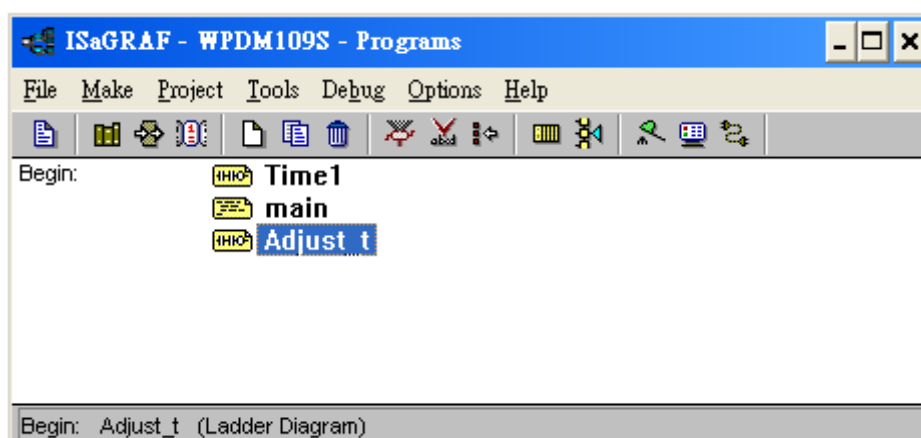 ISaGRAF - WPDM109S - Programs
File Make Project Tools Debug Options Help
Begin: Time1
main
Adjust_t
Begin: Adjust_t (Ladder Diagram)